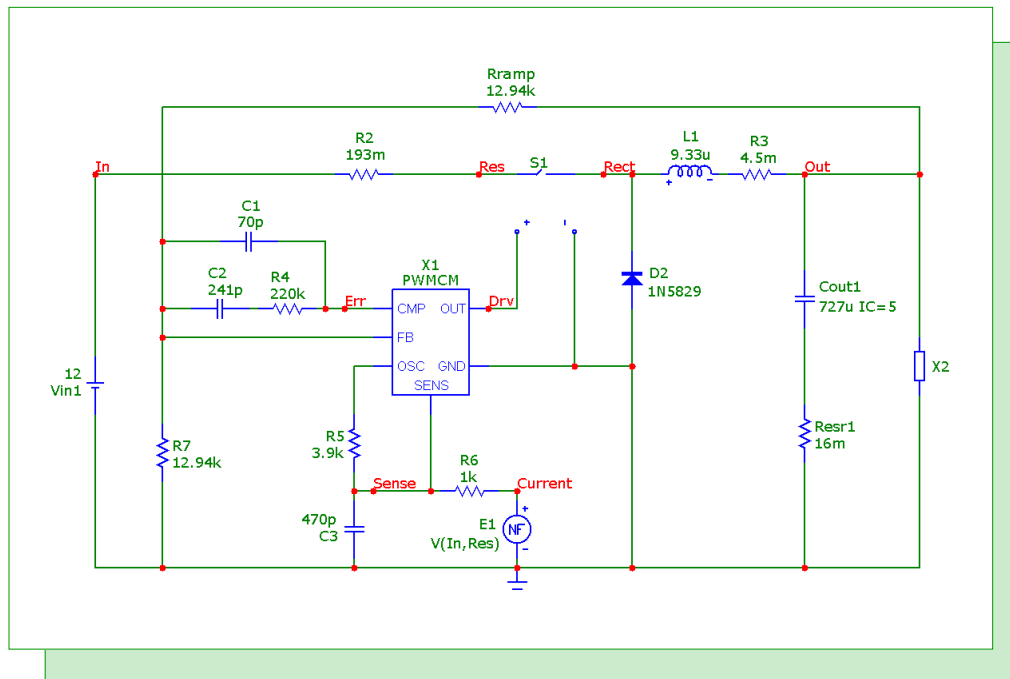 Rramp
12.94k
In
R2
193m
Res
S1
Rect
L1
9.33u
R3
4.5m
Out
+
-
C1
70p
+
-
X1
PWMCM
D2
1N5829
C2
241p
R4
220k
Err
CMP
OUT
Drv
Cout1
727u IC=5
FB
OSC
GND
SENS
12
Vin1
X2
R7
12.94k
R5
3.9k
Resr1
16m
R6
1k
Sense
Current
470p
C3
E1
V(In,Res)
NF
+
-